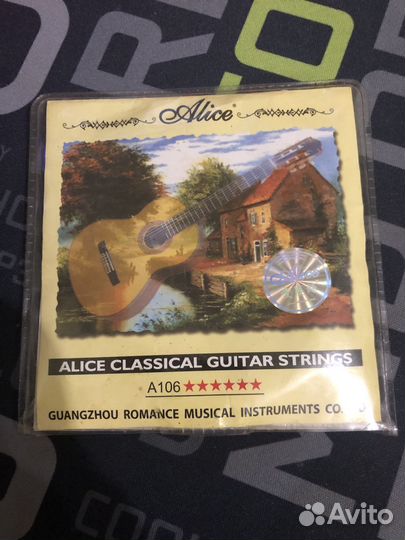 Alice®
ALICE CLASSICAL GUITAR STRINGS
A106 ★★★★★★
GUANGZHOU ROMANCE MUSICAL INSTRUMENTS CO.
Avito